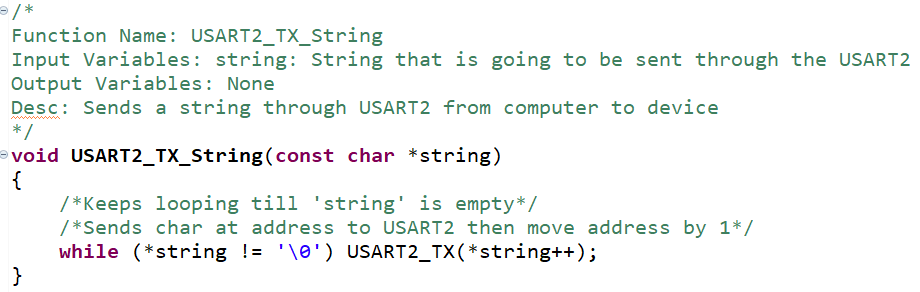 /*
Function Name: USART2_TX_String
Input Variables: string: String that is going to be sent through the USART2
Output Variables: None
Desc: Sends a string through USART2 from computer to device
*/
void USART2_TX_String(const char *string)
{
    /*Keeps looping till 'string' is empty*/
    /*Sends char at address to USART2 then move address by 1*/
    while (*string != '\0') USART2_TX(*string++);
}